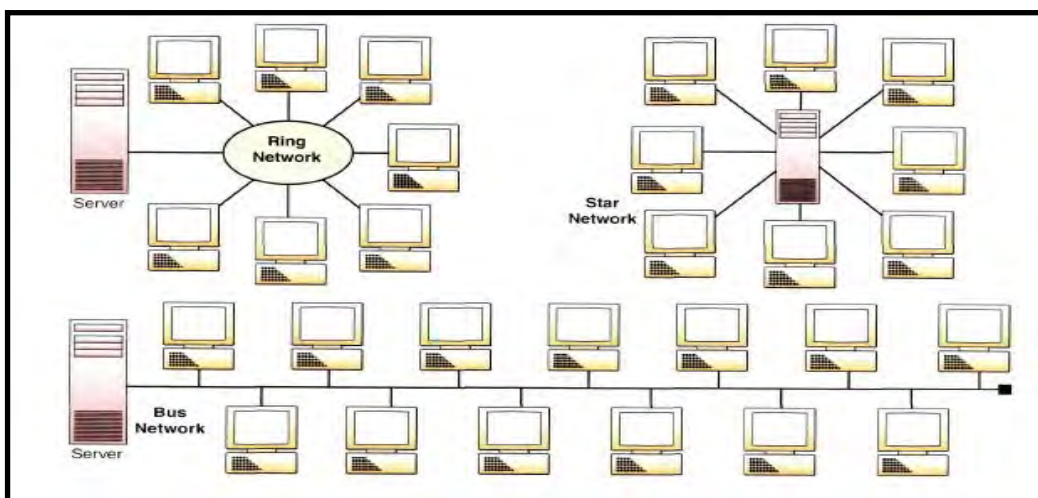 Ring
Network
Server
Star
Network
Bus
Network
Server